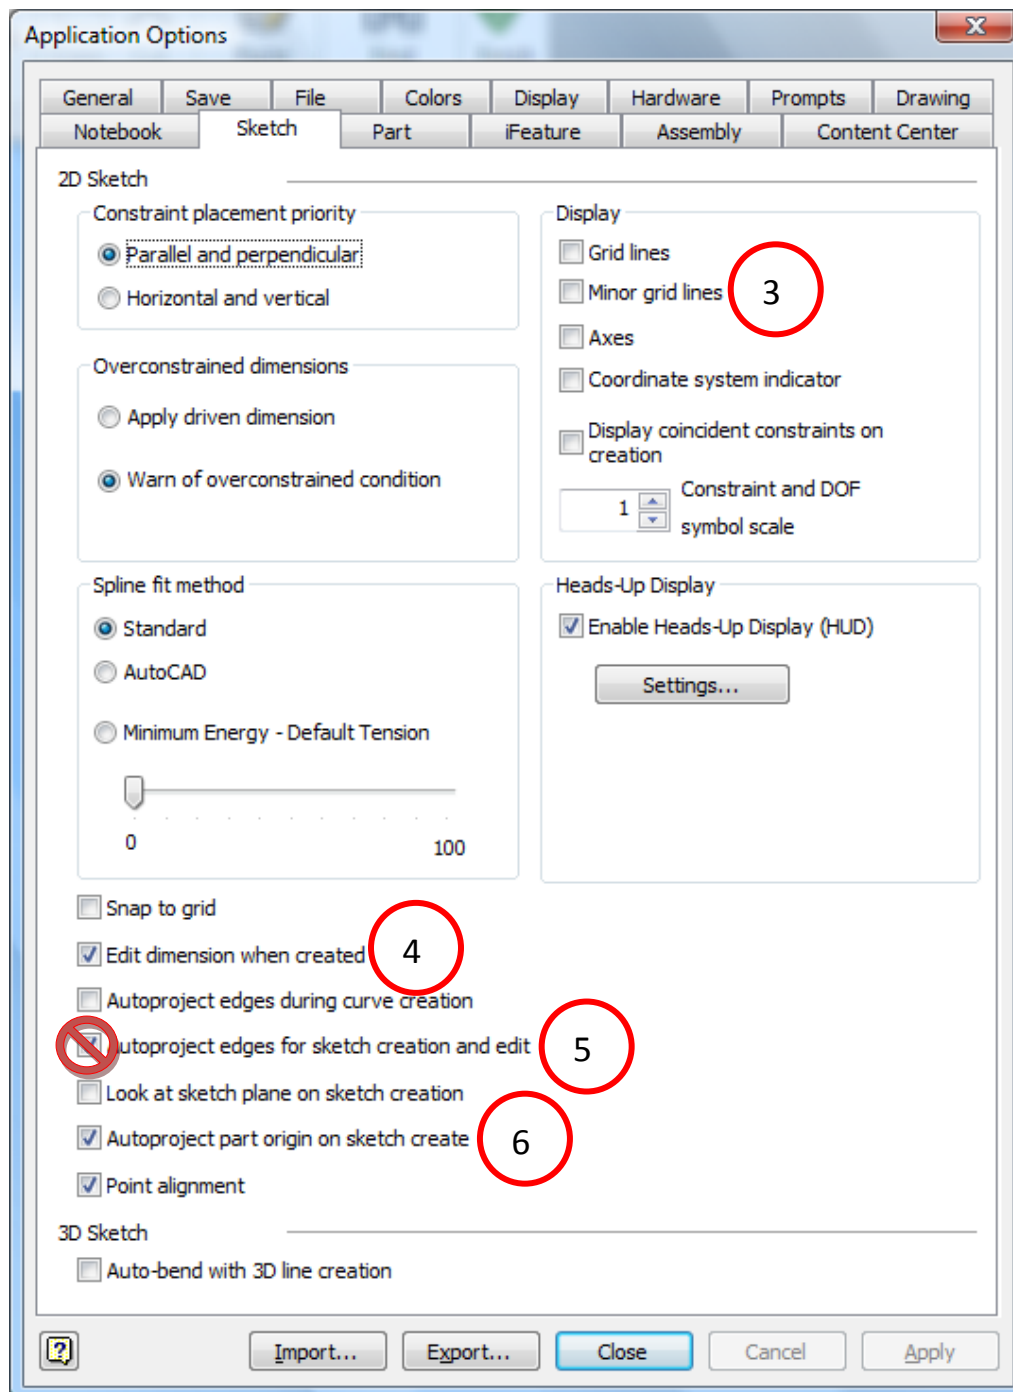 Application Options
General Save File Colors Display Hardware Prompts Drawing
Notebook Sketch Part iFeature Assembly Content Center
2D Sketch
Constraint placement priority
Parallel and perpendicular
Horizontal and vertical
Overconstrained dimensions
Apply driven dimension
Warn of overconstrained condition
Display
Grid lines
Minor grid lines
3
Axes
Coordinate system indicator
Display coincident constraints on
creation
1 Constraint and DOF
symbol scale
Spline fit method
Standard
AutoCAD
Minimum Energy - Default Tension
0 100
Heads-Up Display
Enable Heads-Up Display (HUD)
Settings...
Snap to grid
Edit dimension when created 4
Autoproject edges during curve creation
utoproject edges for sketch creation and edit 5
Look at sketch plane on sketch creation
Autoproject part origin on sketch create 6
Point alignment
3D Sketch
Auto-bend with 3D line creation
? Import... Export... Close Cancel Apply